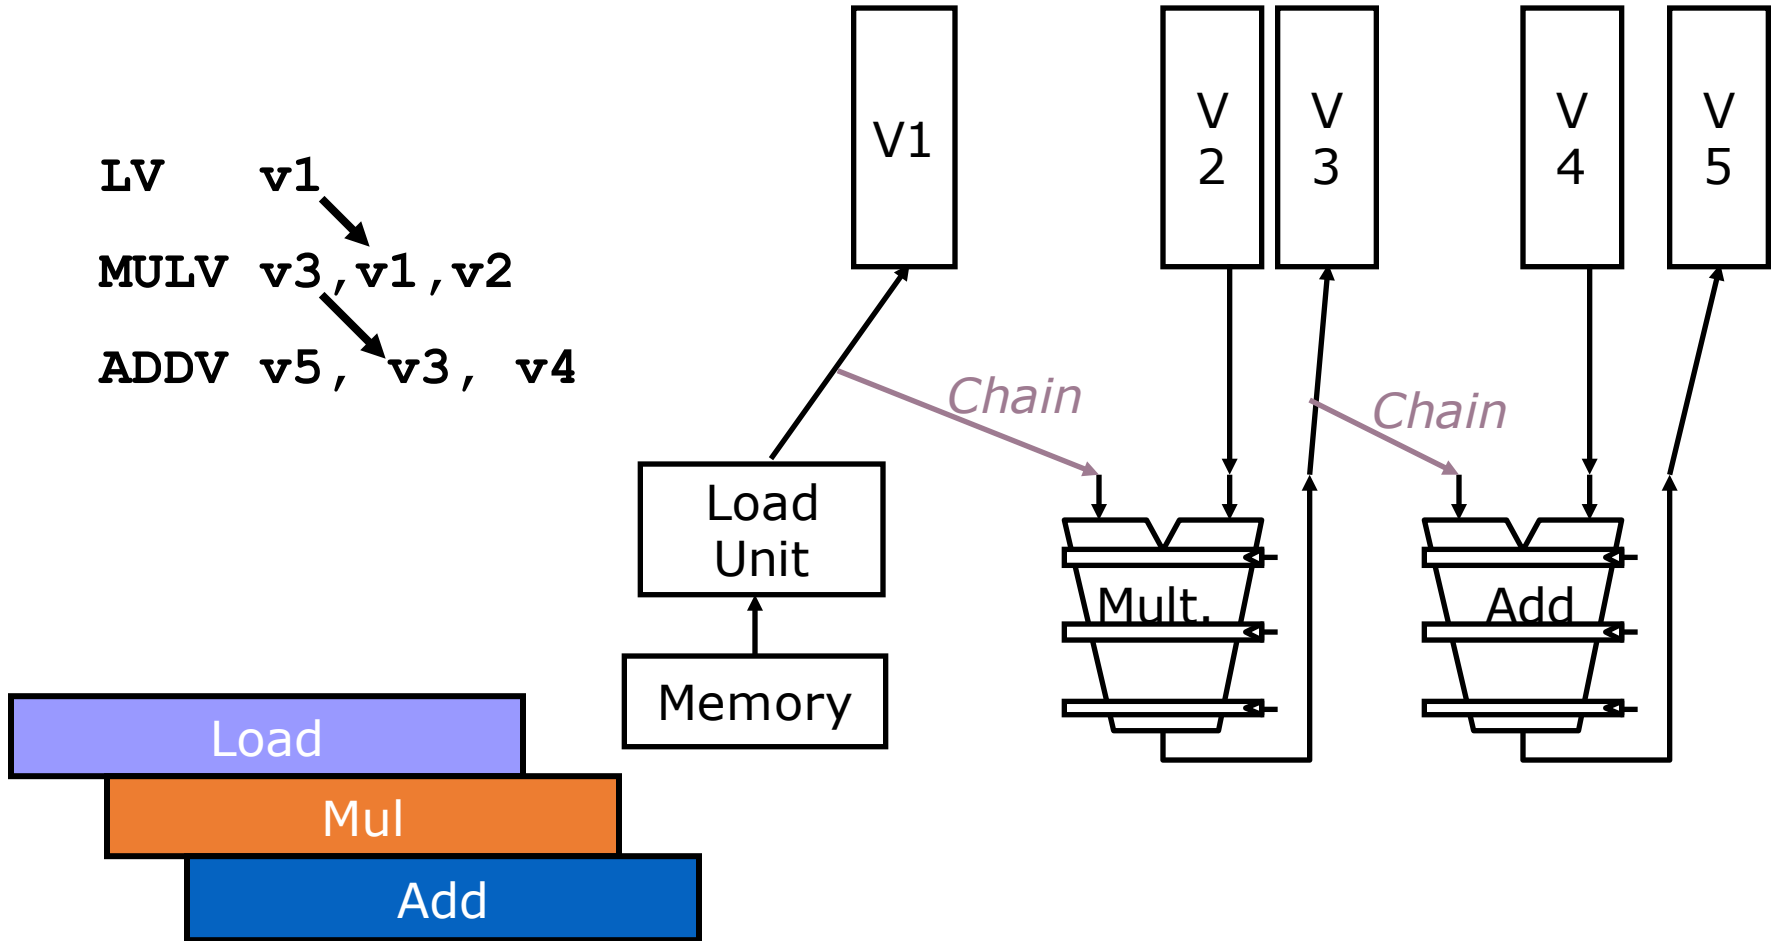 LV v1
MULV v3,v1,v2
ADDV v5, v3, v4
V1
V
2
V
3
V
4
V
5
Chain
Chain
Load
Unit
Mult.
Add
Memory
Load
Mul
Add